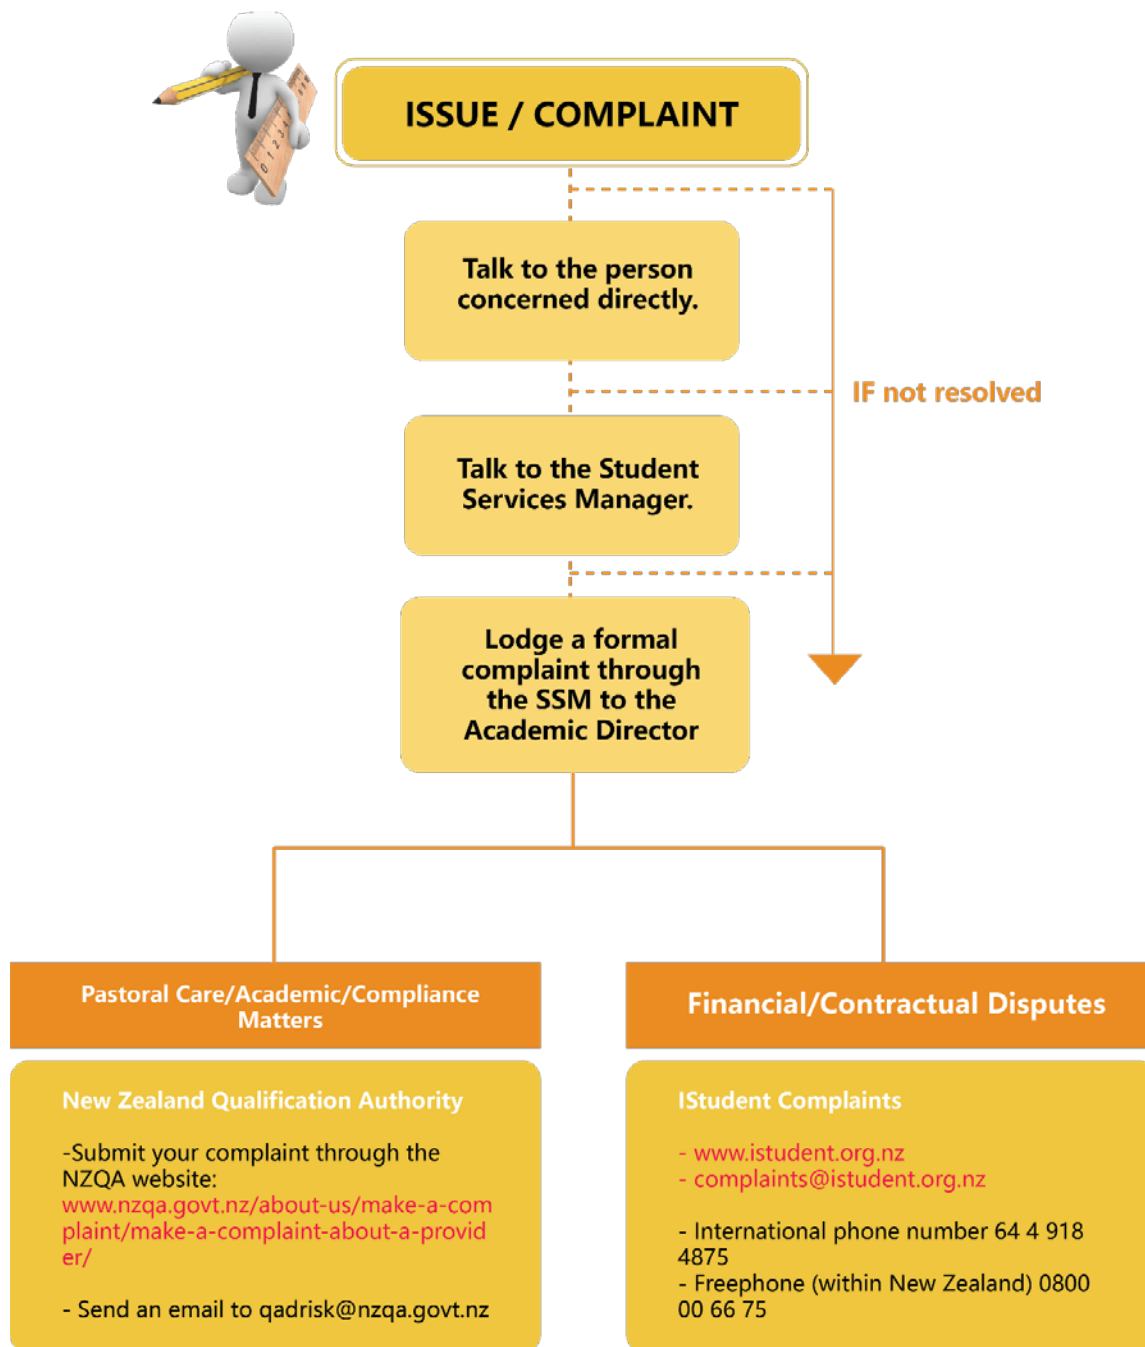 ISSUE / COMPLAINT
Talk to the person
concerned directly.
IF not resolved
Talk to the Student
Services Manager.
Lodge a formal
complaint through
the SSM to the
Academic Director
Pastoral Care/Academic/Compliance
Matters
New Zealand Qualification Authority
-Submit your complaint through the
NZQA website:
www.nzqa.govt.nz/about-us/make-a-com
plaint/make-a-complaint-about-a-provid
er/
- Send an email to qadrisk@nzqa.govt.nz
Financial/Contractual Disputes
IStudent Complaints
- www.istudent.org.nz
- complaints@istudent.org.nz
- International phone number 64 4 918
4875
- Freephone (within New Zealand) 0800
00 66 75